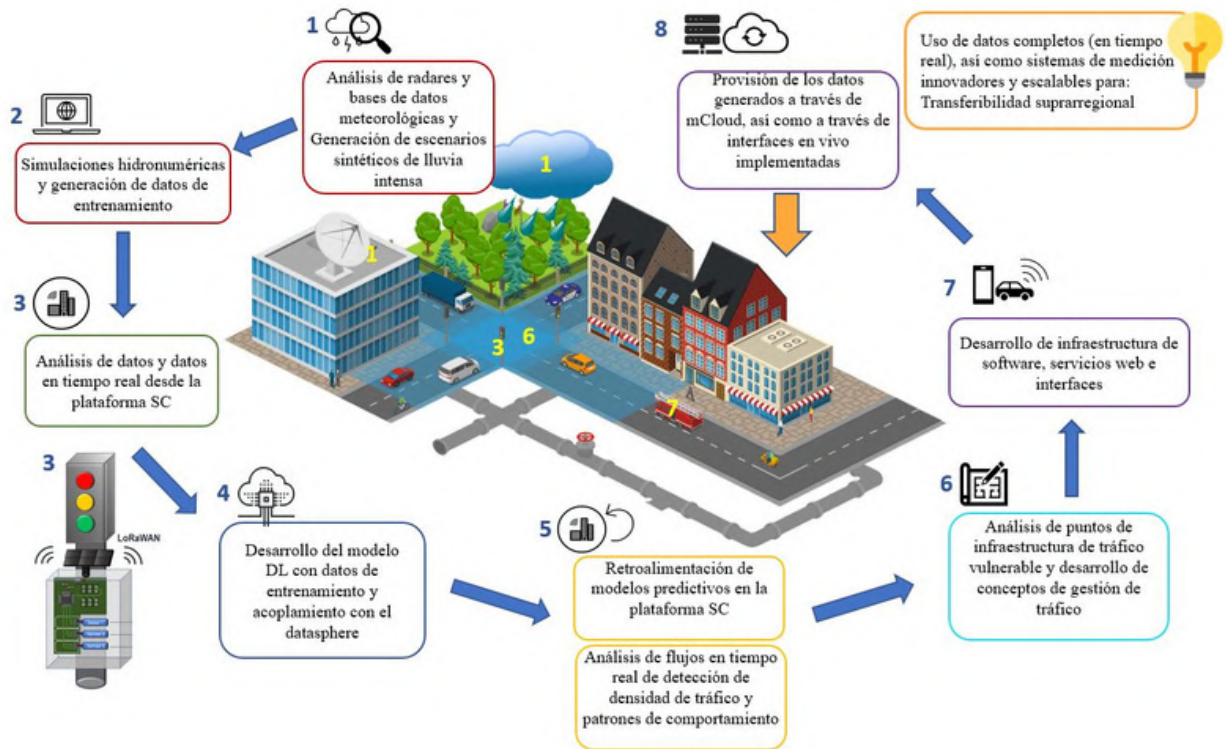 1
Análisis de radares y
bases de datos
meteorológicas y
Generación de escenarios
sintéticos de lluvia
intensa
2
Simulaciones hidronuméricas
y generación de datos de
entrenamiento
3
Análisis de datos y datos
en tiempo real desde la
plataforma SC
3
LoRaWAN
4
Desarrollo del modelo
DL con datos de
entrenamiento y
acoplamiento con el
datasphere
5
Retroalimentación de
modelos predictivos en la
plataforma SC
Análisis de flujos en tiempo
real de detección de
densidad de tráfico y
patrones de comportamiento
6
Análisis de puntos de
infraestructura de tráfico
vulnerable y desarrollo de
conceptos de gestión de
tráfico
7
Desarrollo de infraestructura de
software, servicios web e
interfaces
8
Provisión de los datos
generados a través de
mCloud, así como a través de
interfaces en vivo
implementadas
Uso de datos completos (en tiempo
real), así como sistemas de medición
innovadores y escalables para:
Transferibilidad suprarregional
1
1
3
6
7